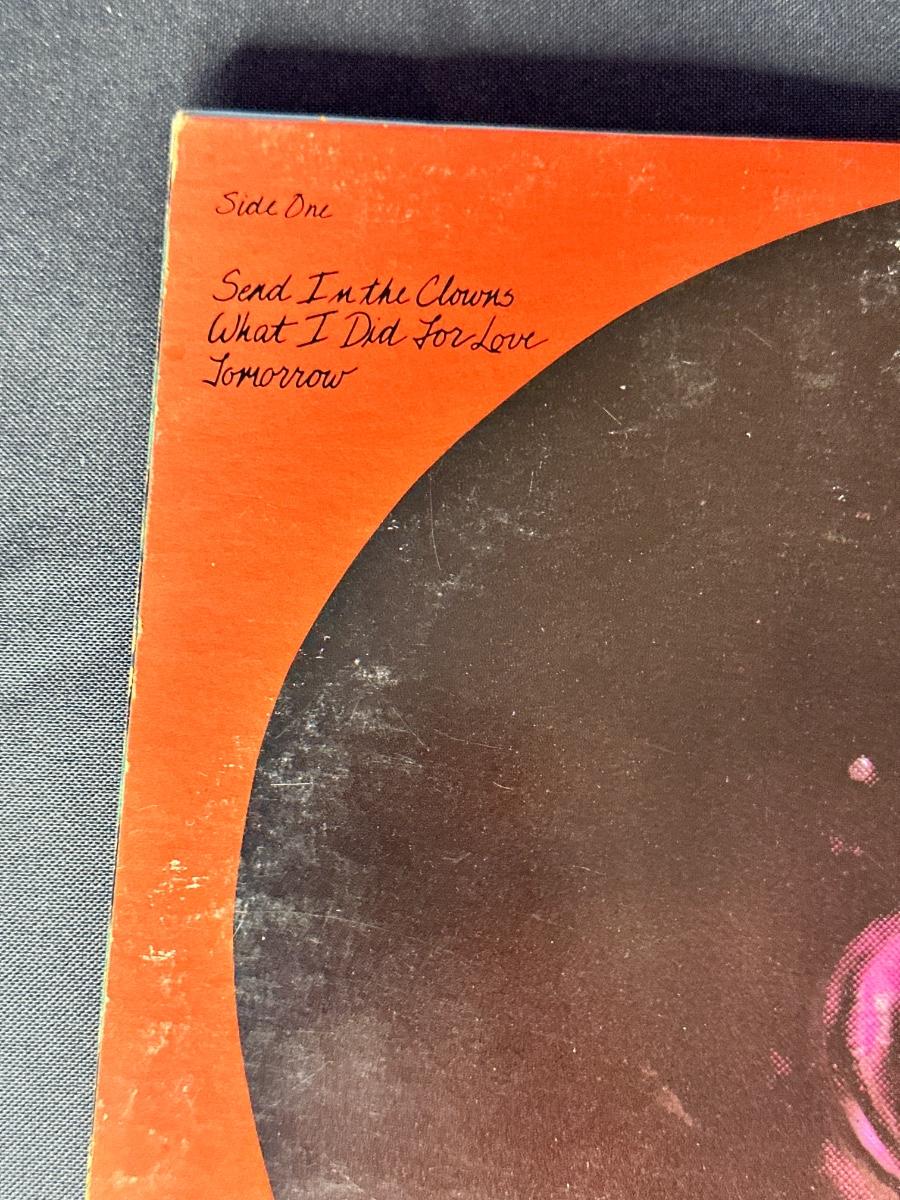 Side One
Send In the Clowns
What I Did For Love
Tomorrow